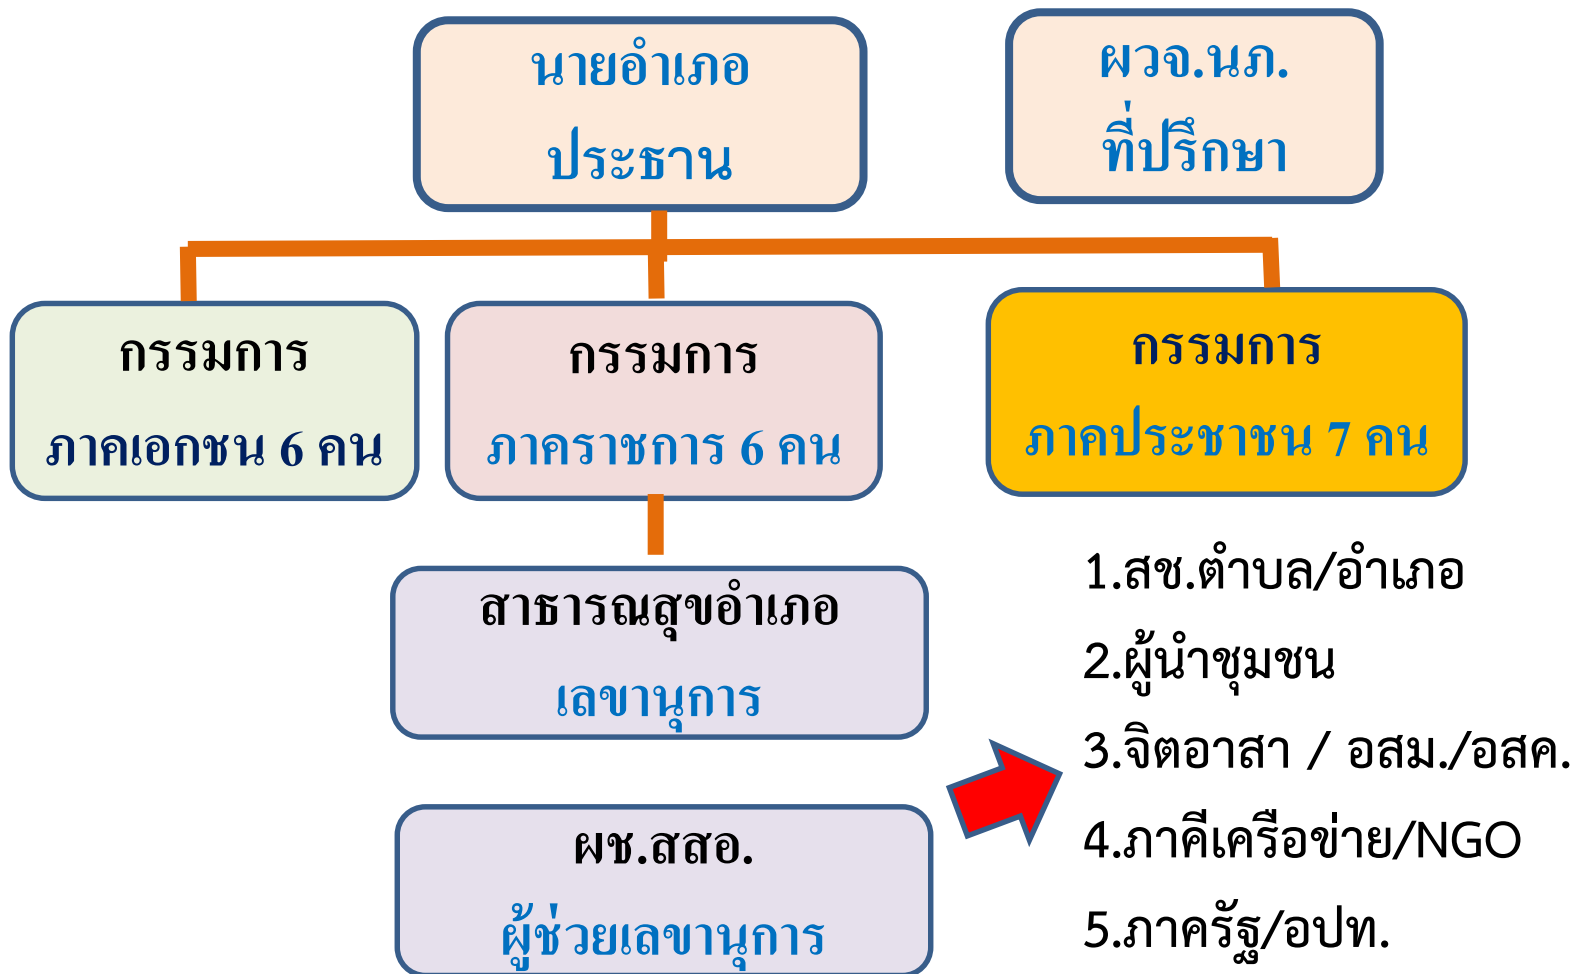 นายอำเภอ
ประธาน
ผวจ.นภ.
ที่ปรึกษา
กรรมการ
ภาคเอกชน 6 คน
กรรมการ
ภาคราชการ 6 คน
กรรมการ
ภาคประชาชน 7 คน
สาธารณสุขอำเภอ
เลขานุการ
ผช.สสอ.
ผู้ช่วยเลขานุการ
1.สช.ตำบล/อำเภอ
2.ผู้นำชุมชน
3.จิตอาสา / อสม./อสค.
4.ภาคีเครือข่าย/NGO
5.ภาครัฐ/อปท.